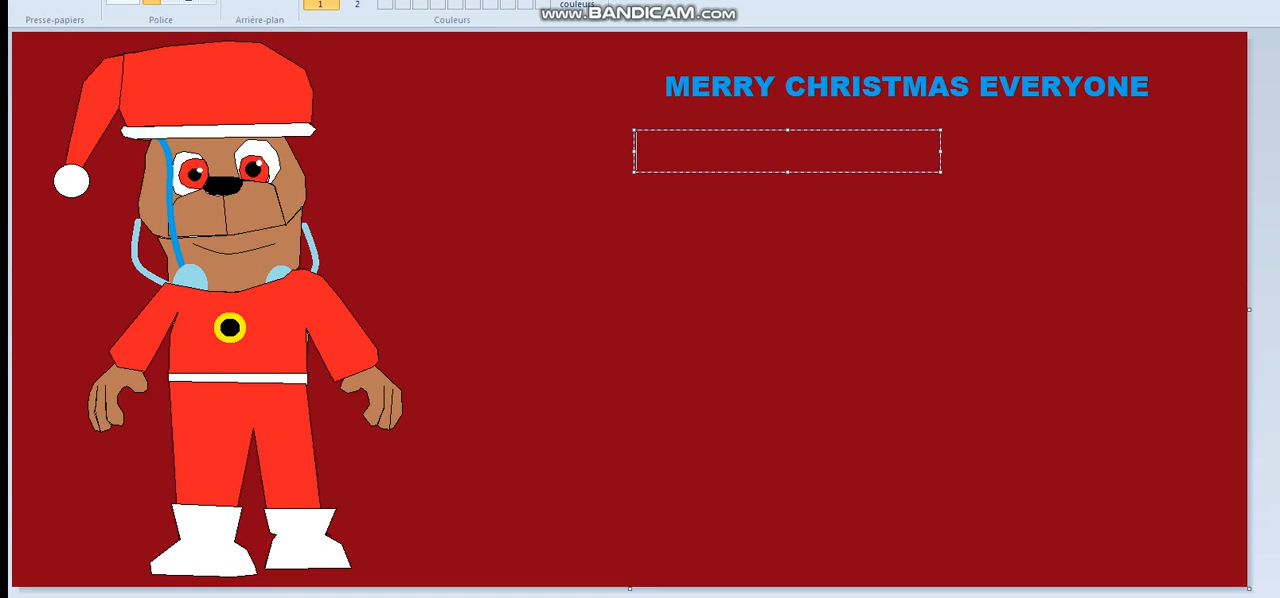 1
2
couleurs
WWW.BANDICAM.COM
Presse-papiers
Police
Arrière-plan
Couleurs
MERRY CHRISTMAS EVERYONE